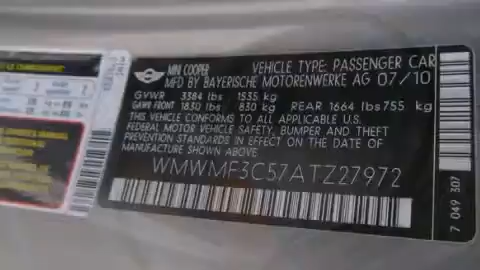 MINI COOPER VEHICLE TYPE: PASSENGER CAR
MFD BY BAYERISCHE MOTORENWERKE AG 07/10
GVWR 3384 lbs 1535 kg
GAWR FRONT 1830 lbs 830 kg REAR 1664 lbs 755 kg
THIS VEHICLE CONFORMS TO ALL APPLICABLE U.S.
FEDERAL MOTOR VEHICLE SAFETY, BUMPER AND THEFT
PREVENTION STANDARDS IN EFFECT ON THE DATE OF
MANUFACTURE SHOWN ABOVE
WMWMF3C57ATZ27972
7 049 307